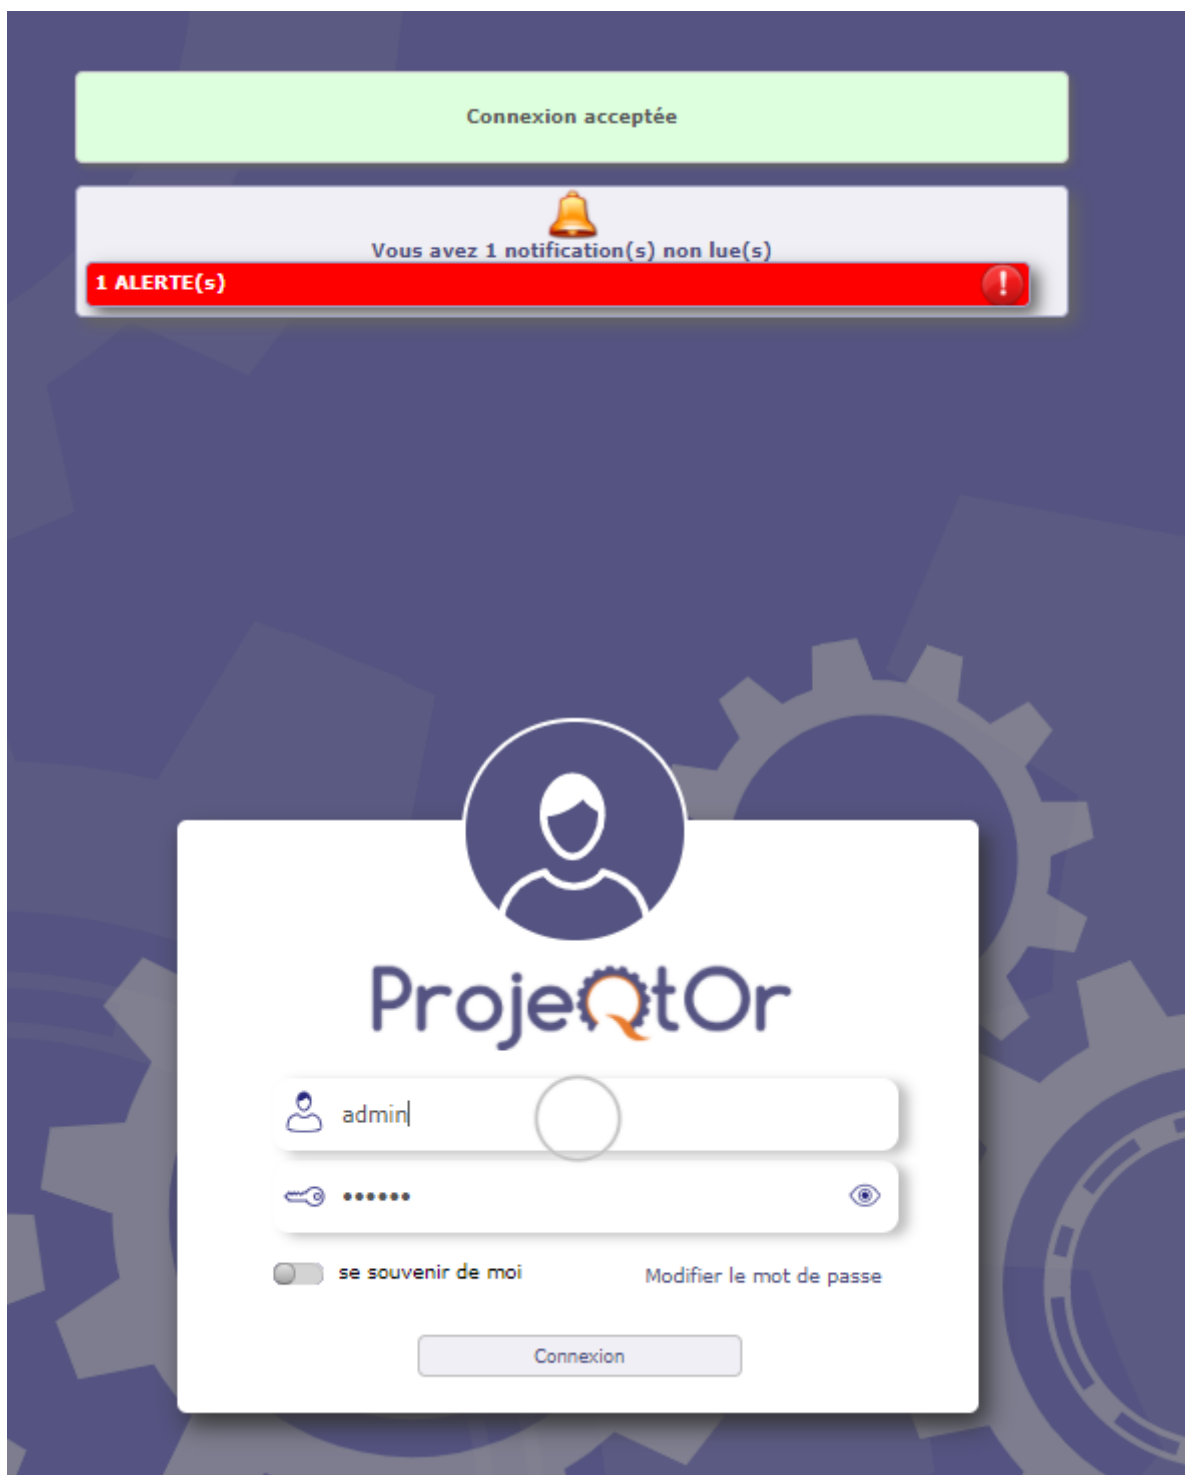 Connexion acceptée
Vous avez 1 notification(s) non lue(s)
1 ALERTE(s)
ProjeQtOr
admin
••••••
se souvenir de moi
Modifier le mot de passe
Connexion